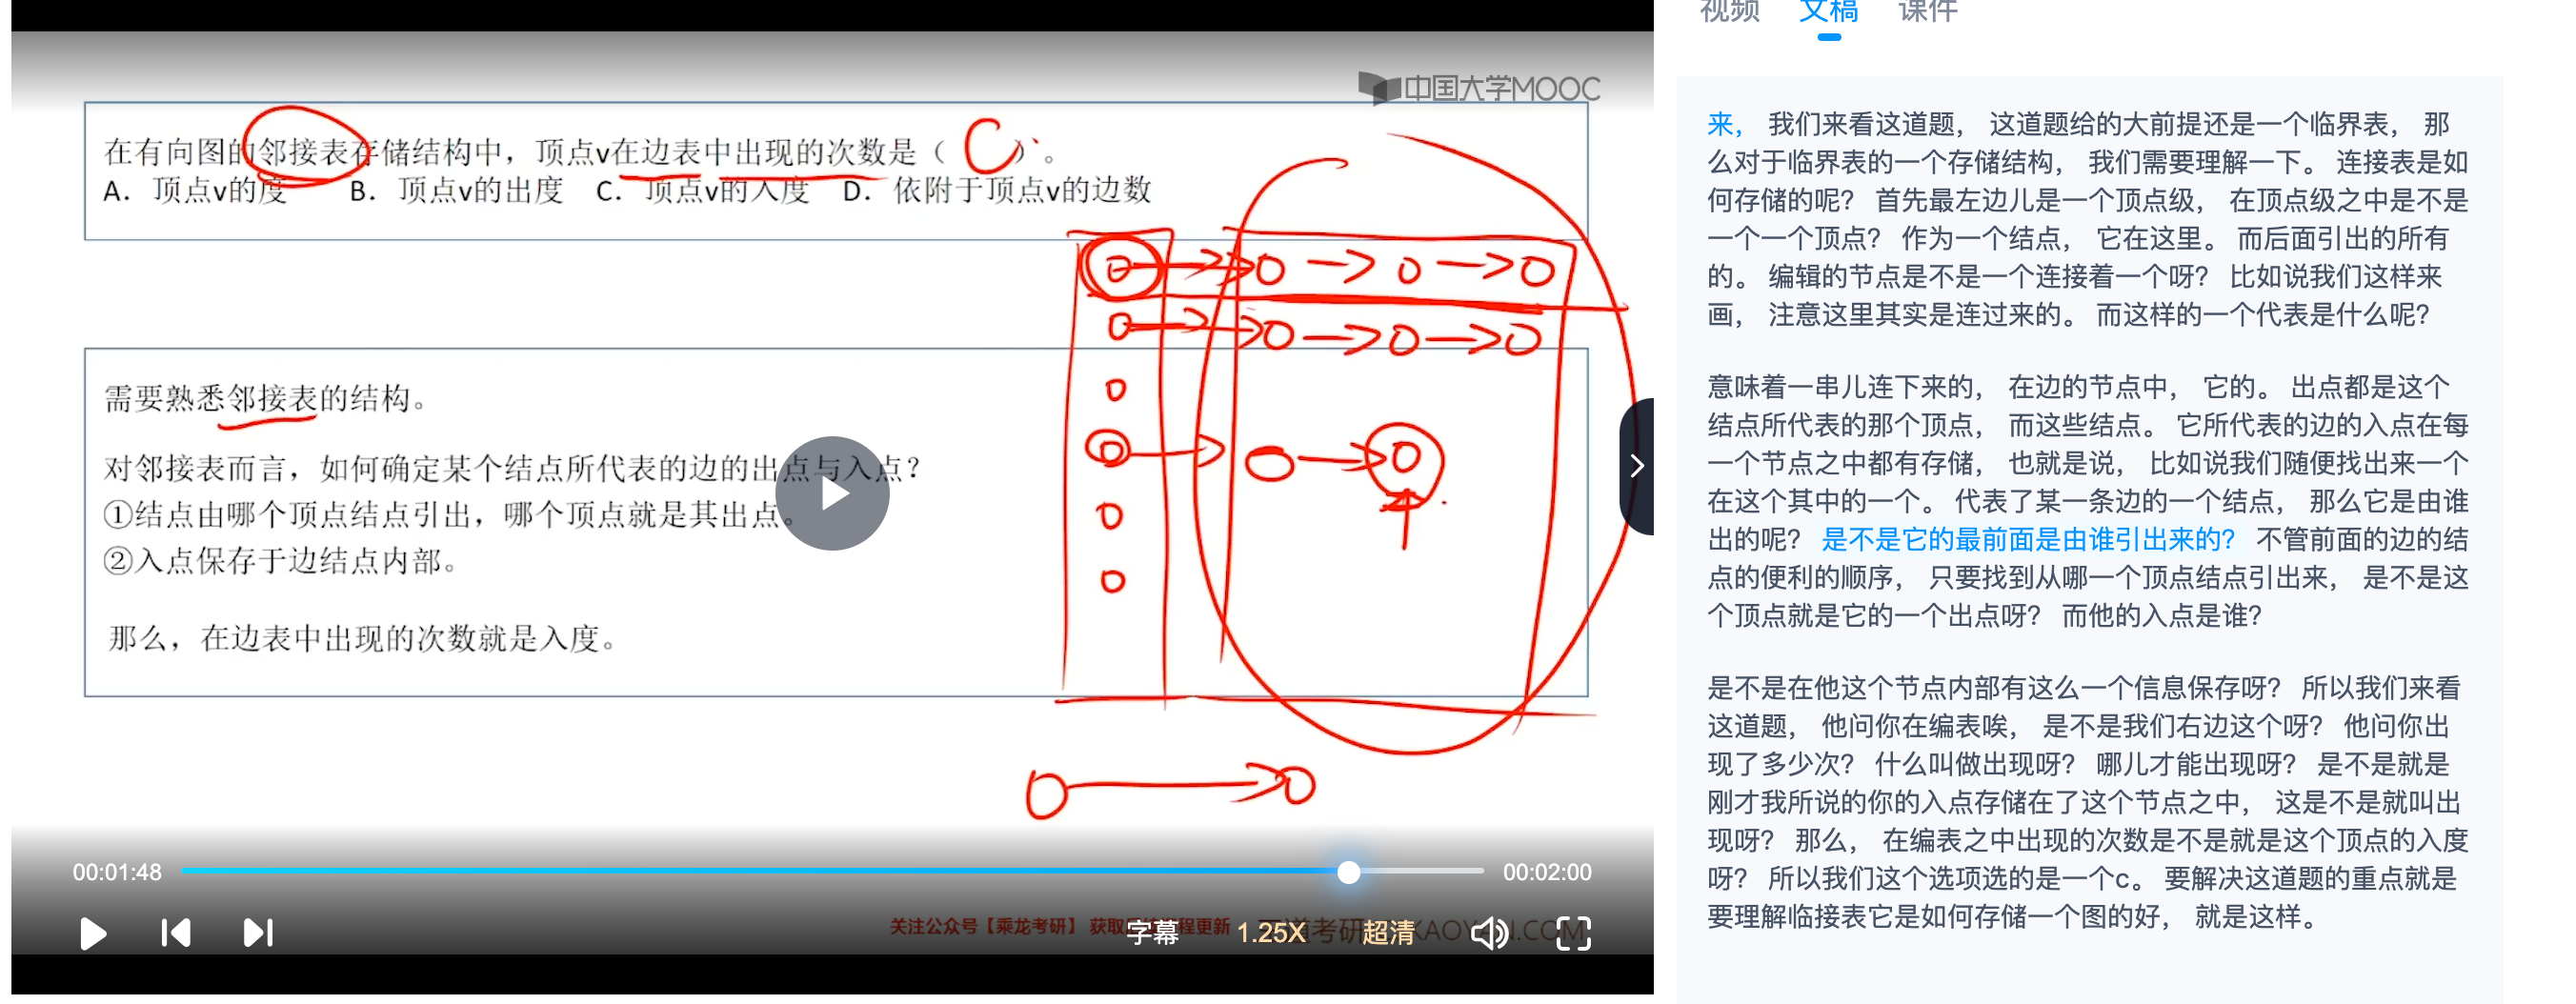 视频 文稿 课件
中国大学MOOC
在有向图的邻接表存储结构中，顶点v在边表中出现的次数是（ C ）。
A. 顶点v的度 B. 顶点v的出度 C. 顶点v的入度 D. 依附于顶点v的边数
需要熟悉邻接表的结构。
对邻接表而言，如何确定某个结点所代表的边的出点与入点？
①结点由哪个顶点结点引出，哪个顶点就是其出点。
②入点保存于边结点内部。
那么，在边表中出现的次数就是入度。
00:01:48
00:02:00
关注公众号【乘龙考研】 获取 程更新
字幕 1.25X 超清
来， 我们来看这道题， 这道题给的大前提还是一个临界表， 那
么对于临界表的一个存储结构， 我们需要理解一下。 连接表是如
何存储的呢？ 首先最左边儿是一个顶点级， 在顶点级之中是不是
一个一个顶点？ 作为一个结点， 它在这里。 而后面引出的所有
的。 编辑的节点是不是一个连接着一个呀？ 比如说我们这样来
画， 注意这里其实是连过来的。 而这样的一个代表是什么呢？
意味着一串儿连下来的， 在边的节点中， 它的。 出点都是这个
结点所代表的那个顶点， 而这些结点。 它所代表的边的入点在每
一个节点之中都有存储， 也就是说， 比如说我们随便找出来一个
在这个其中的一个。 代表了某一条边的一个结点， 那么它是由谁
出的呢？ 是不是它的最前面是由谁引出来的？ 不管前面的边的结
点的便利的顺序， 只要找到从哪一个顶点结点引出来， 是不是这
个顶点就是它的一个出点呀？ 而他的入点是谁？
是不是在他这个节点内部有这么一个信息保存呀？ 所以我们来看
这道题， 他问你在编表唉， 是不是我们右边这个呀？ 他问你出
现了多少次？ 什么叫做出现呀？ 哪儿才能出现呀？ 是不是就是
刚才我所说的你的入点存储在了这个节点之中， 这是不是就叫出
现呀？ 那么， 在编表之中出现的次数是不是就是这个顶点的入度
呀？ 所以我们这个选项选的是一个c。 要解决这道题的重点就是
要理解临接表它是如何存储一个图的好， 就是这样。